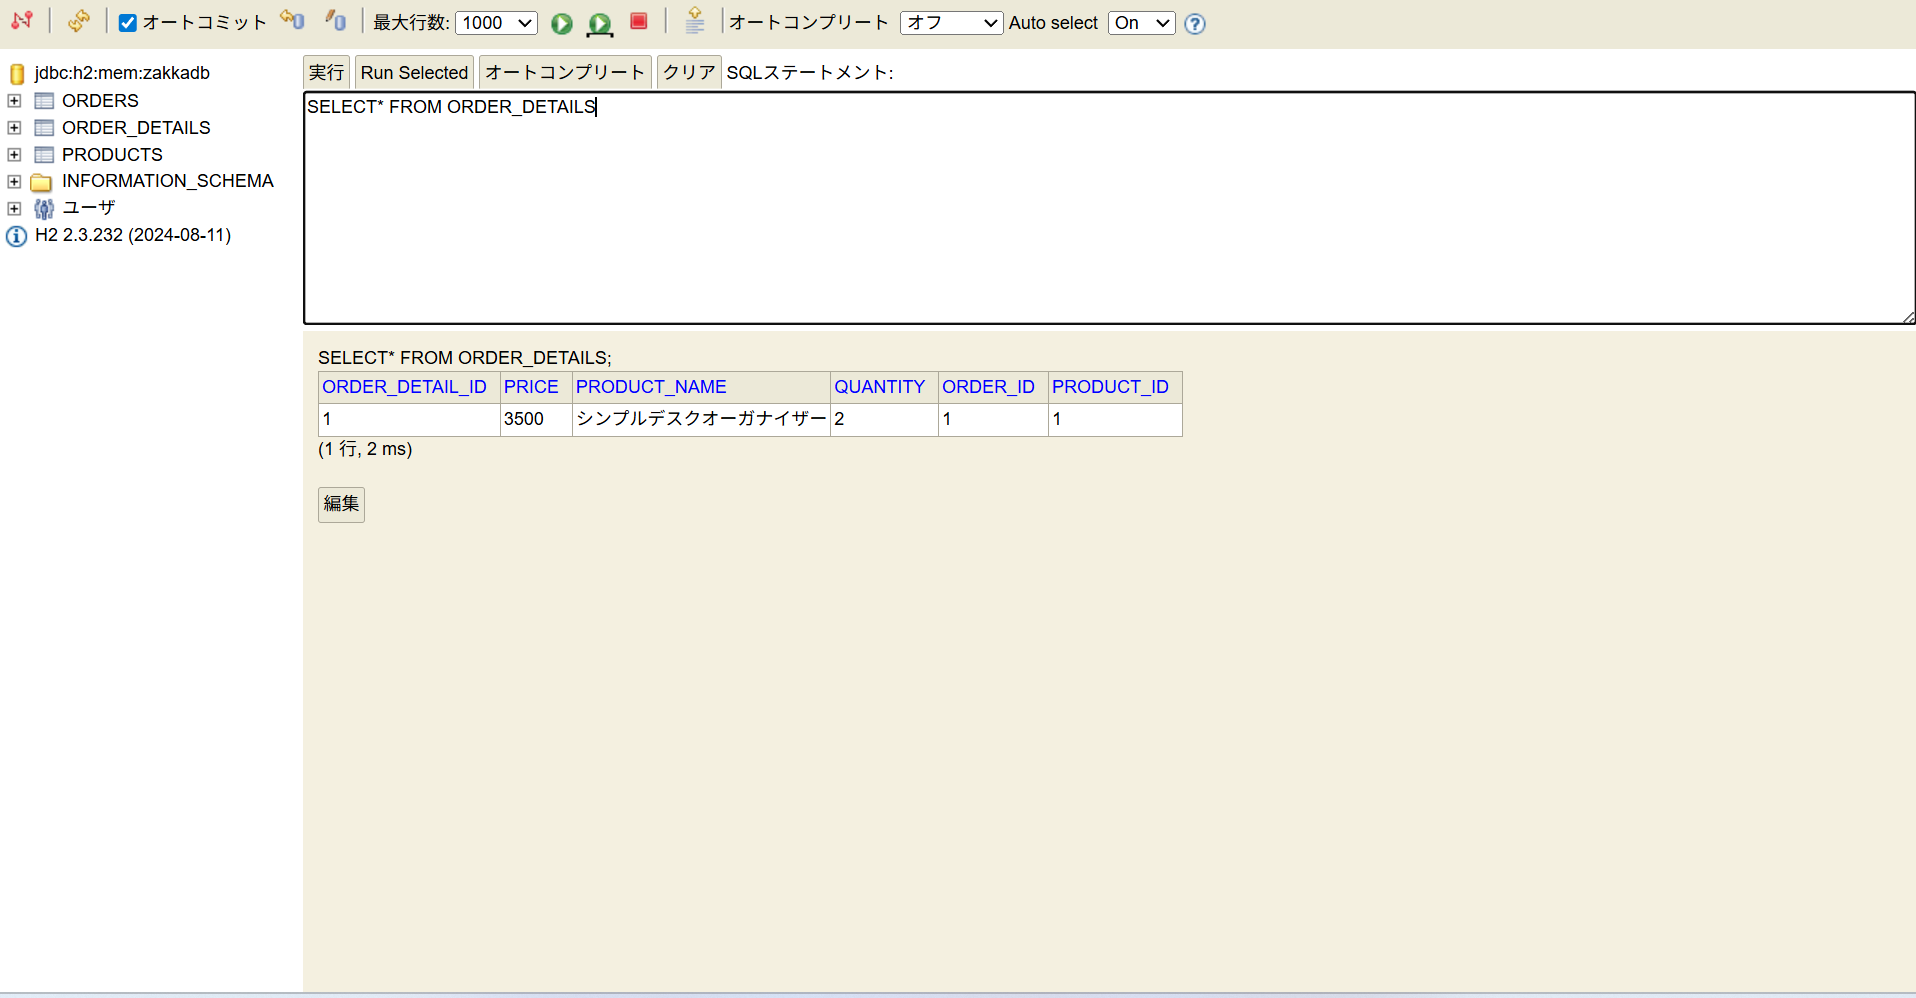 オートコミット 最大行数: 1000 オートコンプリート オフ Auto select On ?
jdbc:h2:mem:zakkadb
ORDERS
ORDER_DETAILS
PRODUCTS
INFORMATION_SCHEMA
ユーザ
H2 2.3.232 (2024-08-11)
実行 Run Selected オートコンプリート クリア SQLステートメント:
SELECT* FROM ORDER_DETAILS
SELECT* FROM ORDER_DETAILS;
ORDER_DETAIL_ID PRICE PRODUCT_NAME QUANTITY ORDER_ID PRODUCT_ID
1 3500 シンプルデスクオーガナイザー 2 1 1
(1 行, 2 ms)
編集